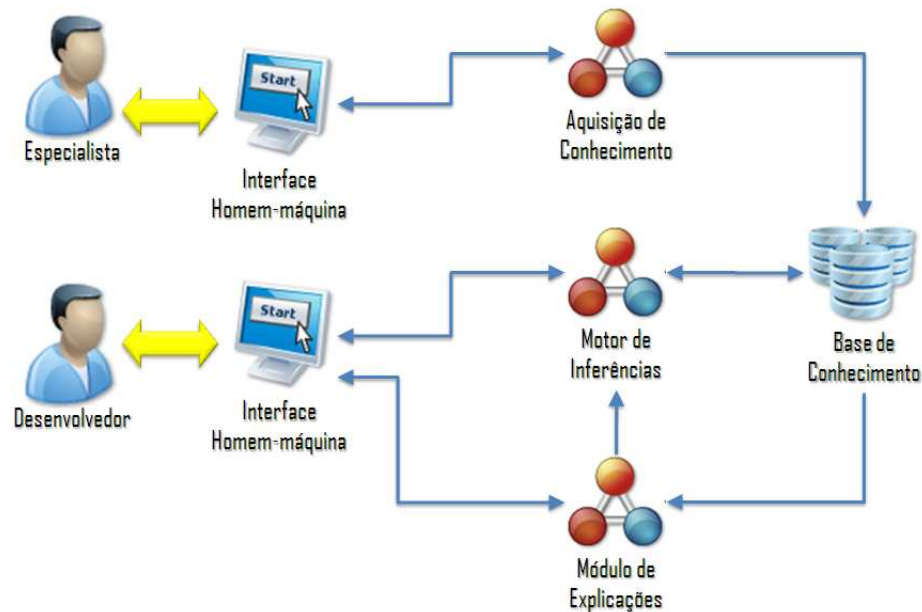 Start
Especialista
Interface
Homem-máquina
Aquisição de
Conhecimento
Start
Desenvolvedor
Interface
Homem-máquina
Motor de
Inferências
Base de
Conhecimento
Módulo de
Explicações